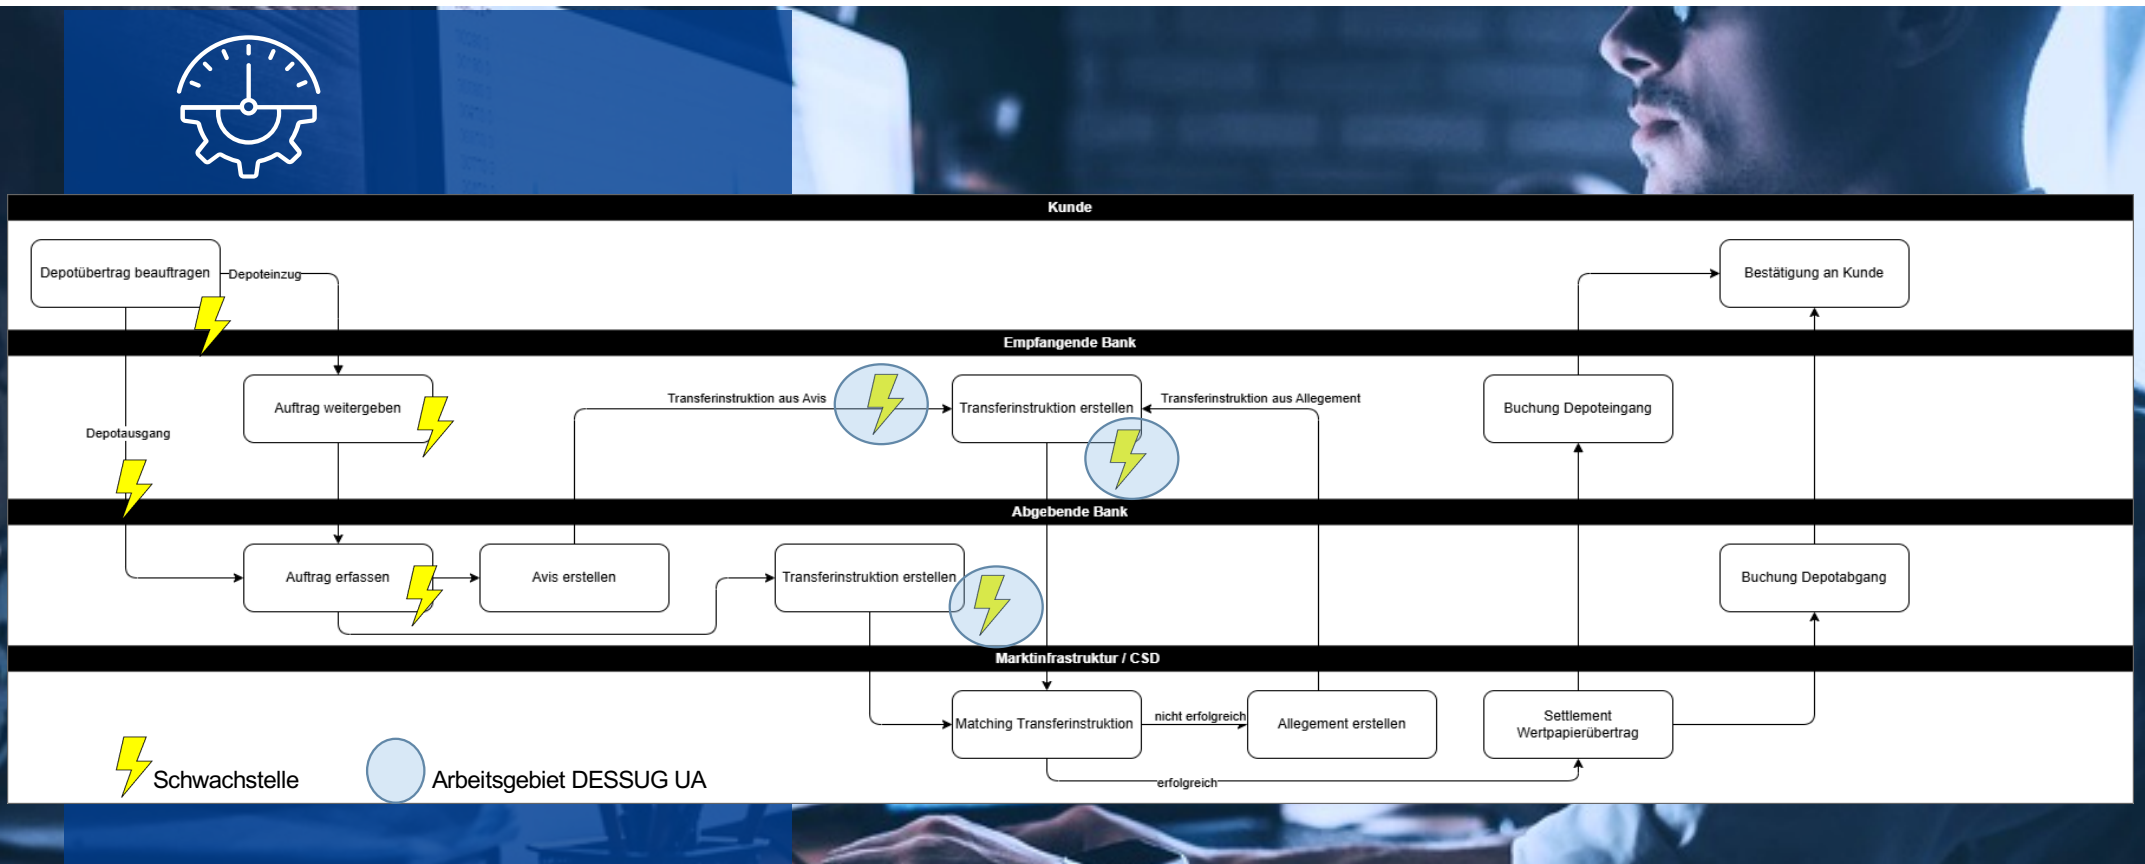 Kunde
Depotübertrag beauftragen
Depoteinzug
Bestätigung an Kunde
Empfangende Bank
Auftrag weitergeben
Transferinstruktion aus Avis
Transferinstruktion erstellen
Transferinstruktion aus Allegement
Buchung Depoteingang
Depotausgang
Abgebende Bank
Auftrag erfassen
Avis erstellen
Transferinstruktion erstellen
Buchung Depotabgang
Marktinfrastruktur / CSD
Matching Transferinstruktion
nicht erfolgreich
Allegement erstellen
Settlement
Wertpapierübertrag
erfolgreich
Schwachstelle
Arbeitsgebiet DESSUG UA